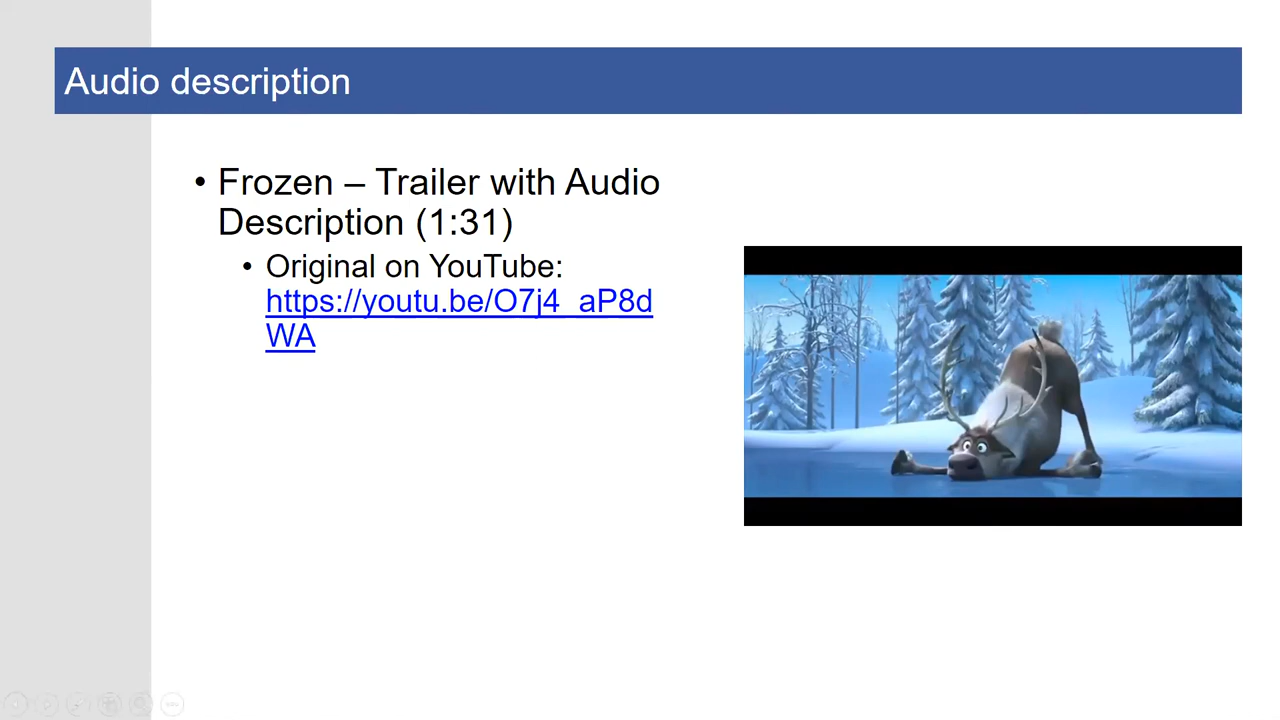 Audio description
• Frozen – Trailer with Audio
Description (1:31)
• Original on YouTube:
https://youtu.be/O7j4_aP8d
WA